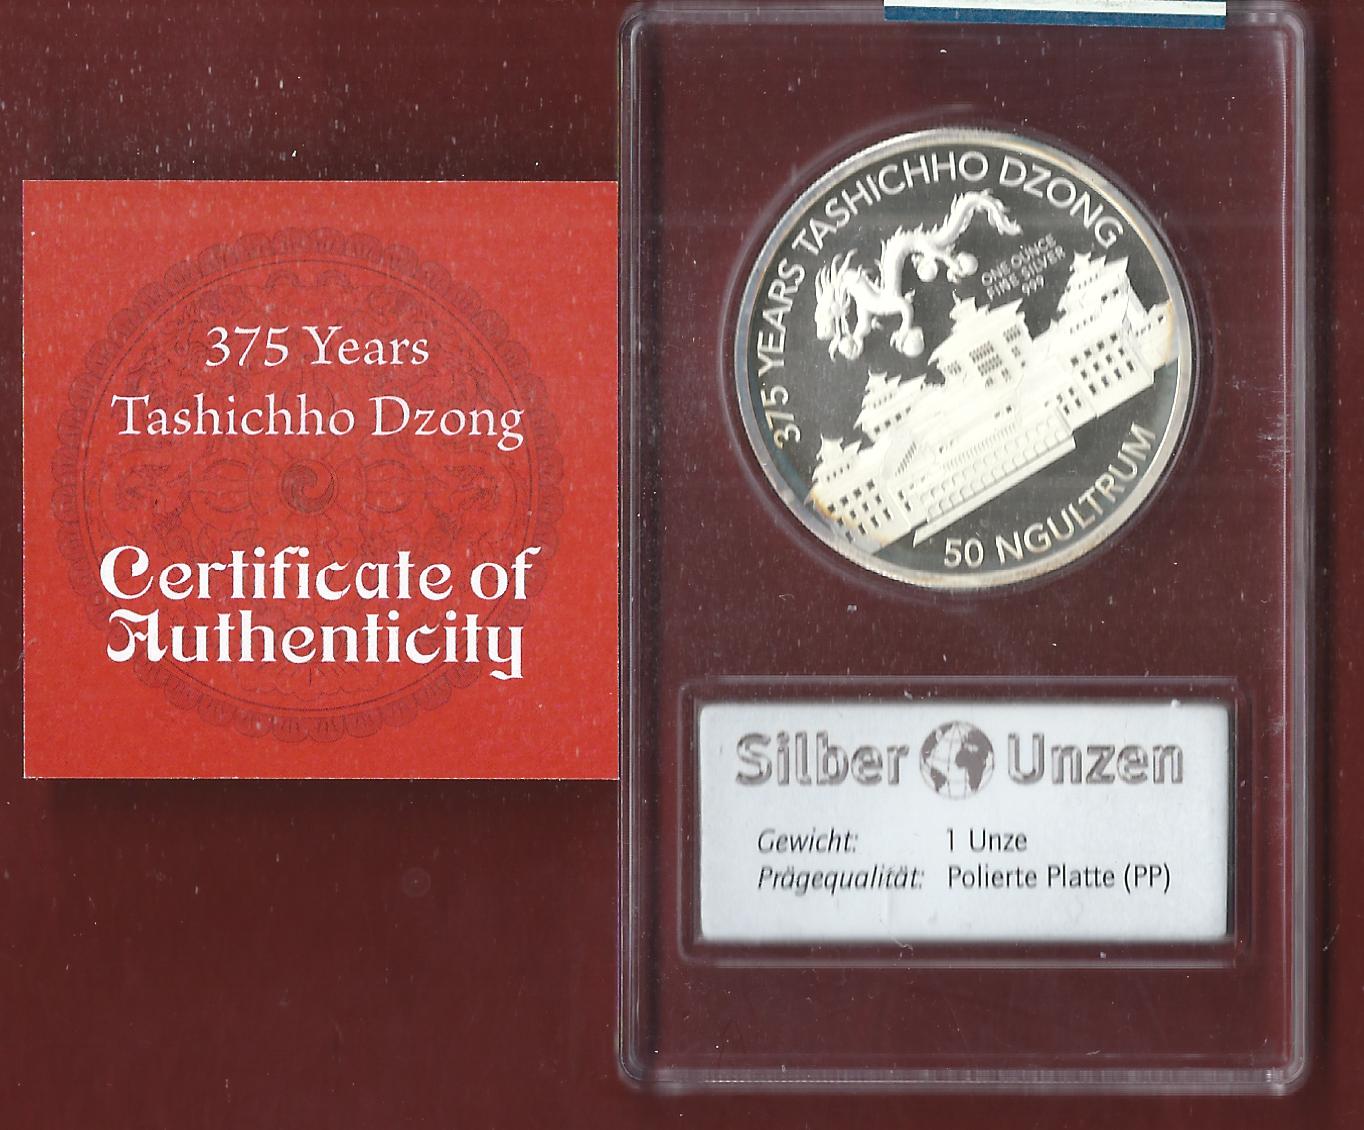 375 Years
Tashichho Dzong
Certificate of
Authenticity
375 YEARS TASHICHHO DZONG
ONE OUNCE
FINE SILVER
999
50 NGULTRUM
Silber Unzen
Gewicht: 1 Unze
Prägequalität: Polierte Platte (PP)